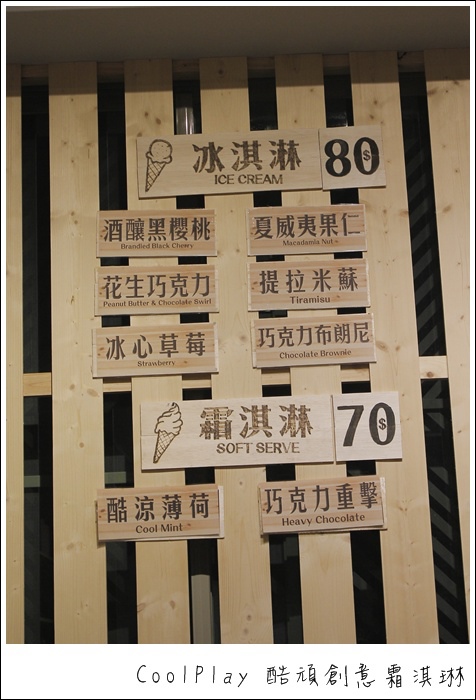 冰淇淋 80$
ICE CREAM
酒釀黑櫻桃
Brandied Black Cherry
夏威夷果仁
Macadamia Nut
花生巧克力
Peanut Butter & Chocolate Swirl
提拉米蘇
Tiramisu
冰心草莓
Strawberry
巧克力布朗尼
Chocolate Brownie
霜淇淋 70$
SOFT SERVE
酷涼薄荷
Cool Mint
巧克力重擊
Heavy Chocolate
CoolPlay 酷頑創意霜淇琳